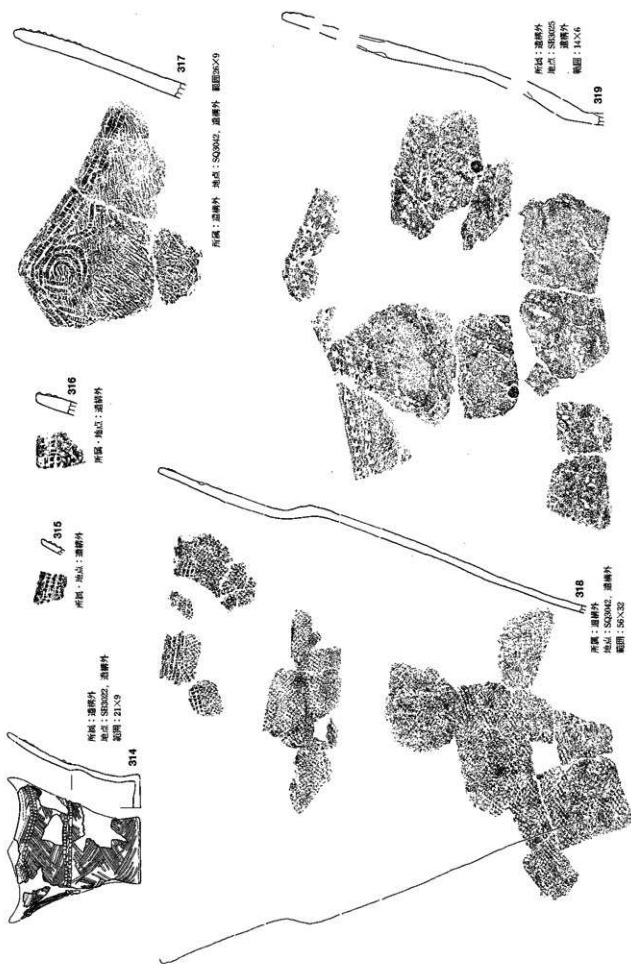 314
所属：遺構外
地点：SB3022, 遺構外
範囲：21×9
315
所属・地点：遺構外
316
所属・地点：遺構外
317
所属：遺構外 地点：SQ3042, 遺構外 範囲26×9
318
所属：遺構外
地点：SQ3042, 遺構外
範囲：56×32
319
所属：遺構外
地点：SB3025
遺構外
範囲：14×6